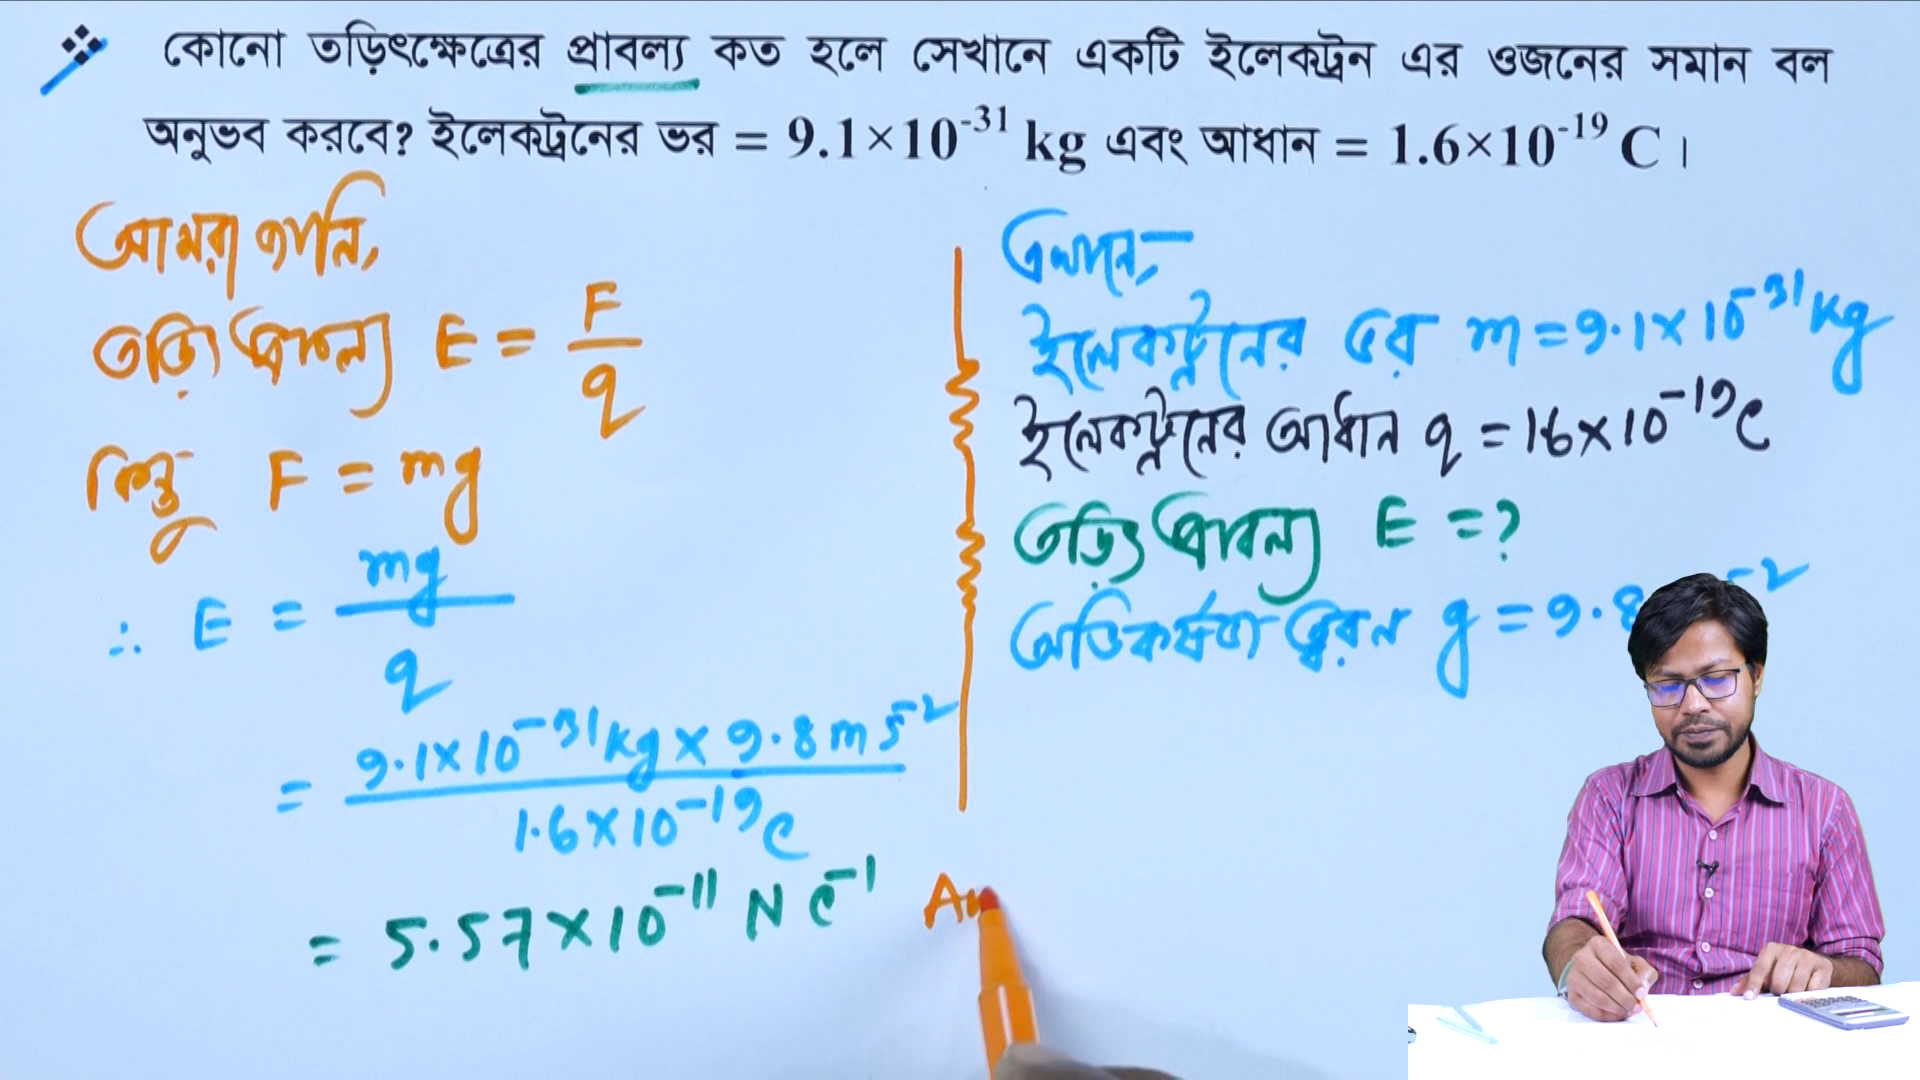 ❖ কোনো তড়িৎক্ষেত্রের প্রাবল্য কত হলে সেখানে একটি ইলেকট্রন এর ওজনের সমান বল
অনুভব করবে? ইলেকট্রনের ভর = 9.1×10⁻³¹ kg এবং আধান = 1.6×10⁻¹⁹ C।
আমরা জানি,
তড়িৎ প্রাবল্য E = F/q
কিন্তু F = mg
∴ E = mg/q
= 9.1×10⁻³¹kg × 9.8ms⁻²/1.6×10⁻¹⁹C
= 5.57×10⁻¹¹ NC⁻¹
এখানে,-
ইলেকট্রনের ভর m = 9.1×10⁻³¹kg
ইলেকট্রনের আধান q = 1.6×10⁻¹⁹C
তড়িৎ প্রাবল্য E = ?
অভিকর্ষজ ত্বরণ g = 9.8